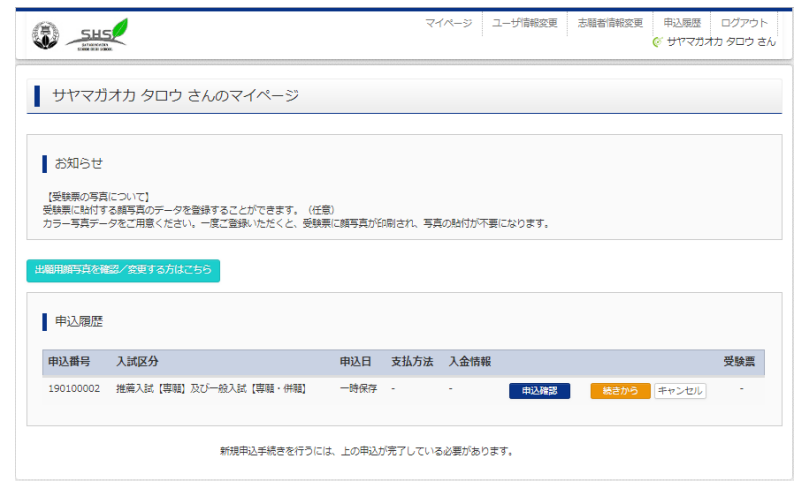 SHS
マイページ ユーザ情報変更 志願者情報変更 申込履歴 ログアウト
サヤマガオカ タロウ さん
サヤマガオカ タロウ さんのマイページ
お知らせ
【受験票の写真について】
受験票に貼付する顔写真のデータを登録することができます。（任意）
カラー写真データをご用意ください。一度ご登録いただくと、受験票に顔写真が印刷され、写真の貼付が不要になります。
出願用顔写真を確認／変更する方はこちら
申込履歴
申込番号 入試区分 申込日 支払方法 入金情報 受験票
190100002 推薦入試【専願】及び一般入試【専願・併願】 一時保存 - - 申込確認 続きから キャンセル -
新規申込手続きを行うには、上の申込が完了している必要があります。